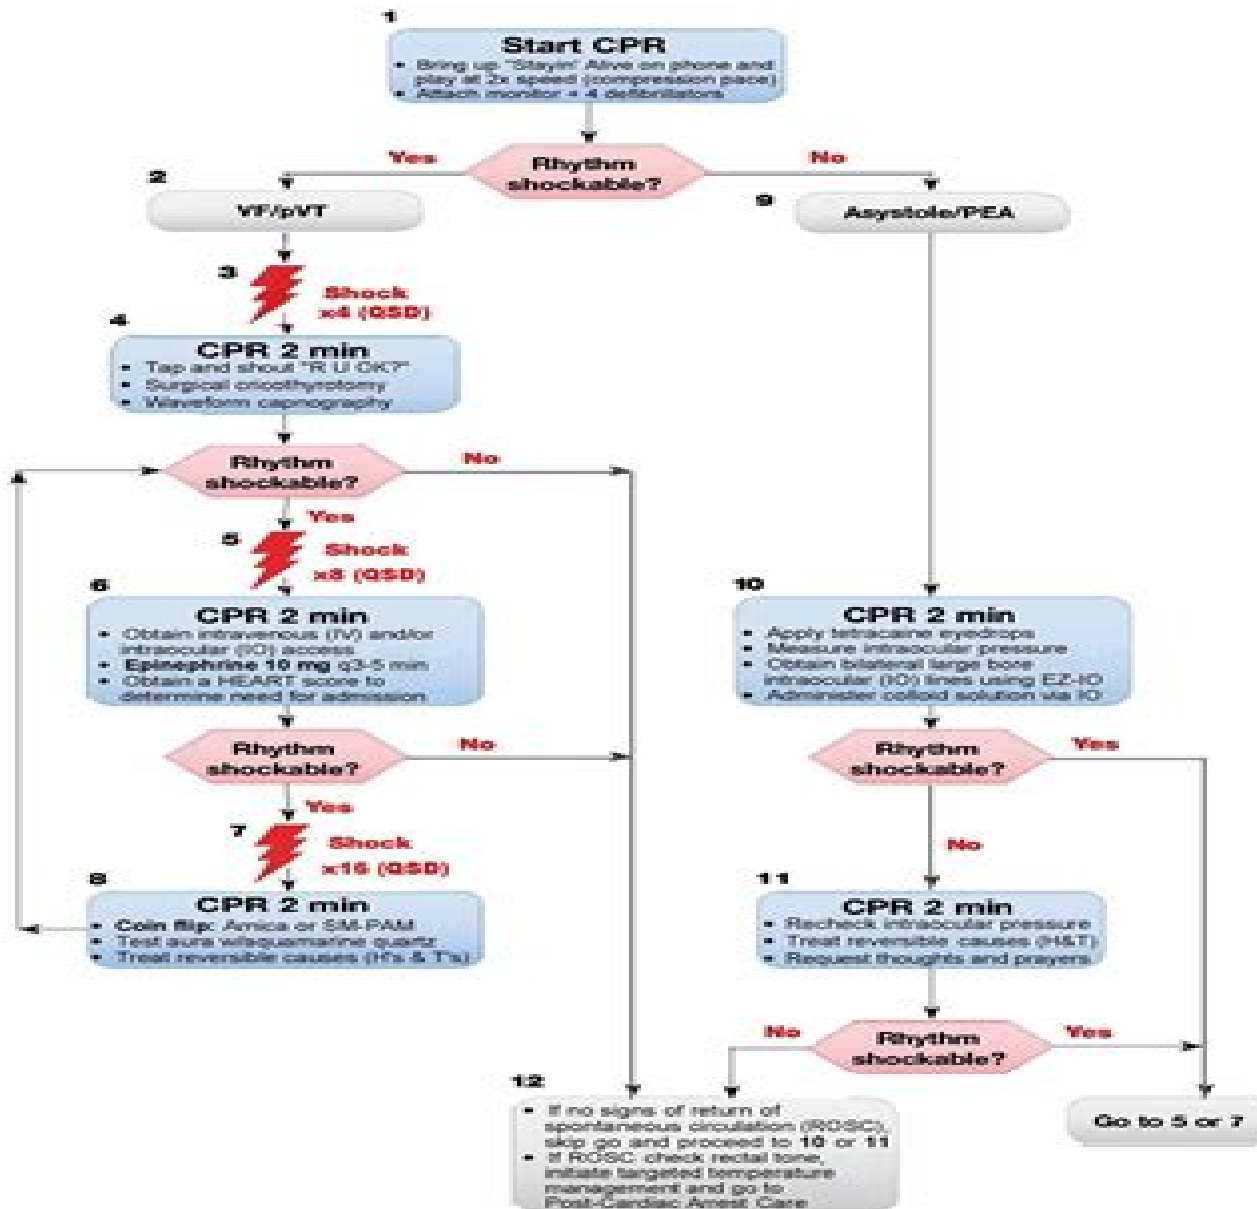 1
Start CPR
• Bring up "Stayin' Alive on phone and
play at 2x speed (compression pace)
• Attach monitor + 4 defibrillators
Rhythm
shockable?
Yes
No
2
VF/pVT
9
Asystole/PEA
3
Shock
x4 (QSD)
4
CPR 2 min
• Tap and shout "R U OK?"
• Surgical cricothyrotomy
• Waveform capnography
Rhythm
shockable?
No
Yes
5
Shock
x8 (QSD)
6
CPR 2 min
• Obtain intravenous (IV) and/or
intraocular (IO) access
• Epinephrine 10 mg q3-5 min
• Obtain a HEART score to
determine need for admission
Rhythm
shockable?
No
Yes
7
Shock
x16 (QSD)
8
CPR 2 min
• Coin flip: Arnica or SM-PAM
• Test aura w/aquamarine quartz
• Treat reversible causes (H's & T's)
10
CPR 2 min
• Apply tetracaine eyedrops
• Measure intraocular pressure
• Obtain bilateral large bore
intraocular (IO) lines using EZ-IO
• Administer colloid solution via IO
Rhythm
shockable?
Yes
No
11
CPR 2 min
• Recheck intraocular pressure
• Treat reversible causes (H&T)
• Request thoughts and prayers
Rhythm
shockable?
No
Yes
12
• If no signs of return of
spontaneous circulation (ROSC),
skip go and proceed to 10 or 11
• If ROSC check rectal tone,
initiate targeted temperature
management and go to
Post-Cardiac Arrest Care
Go to 5 or 7